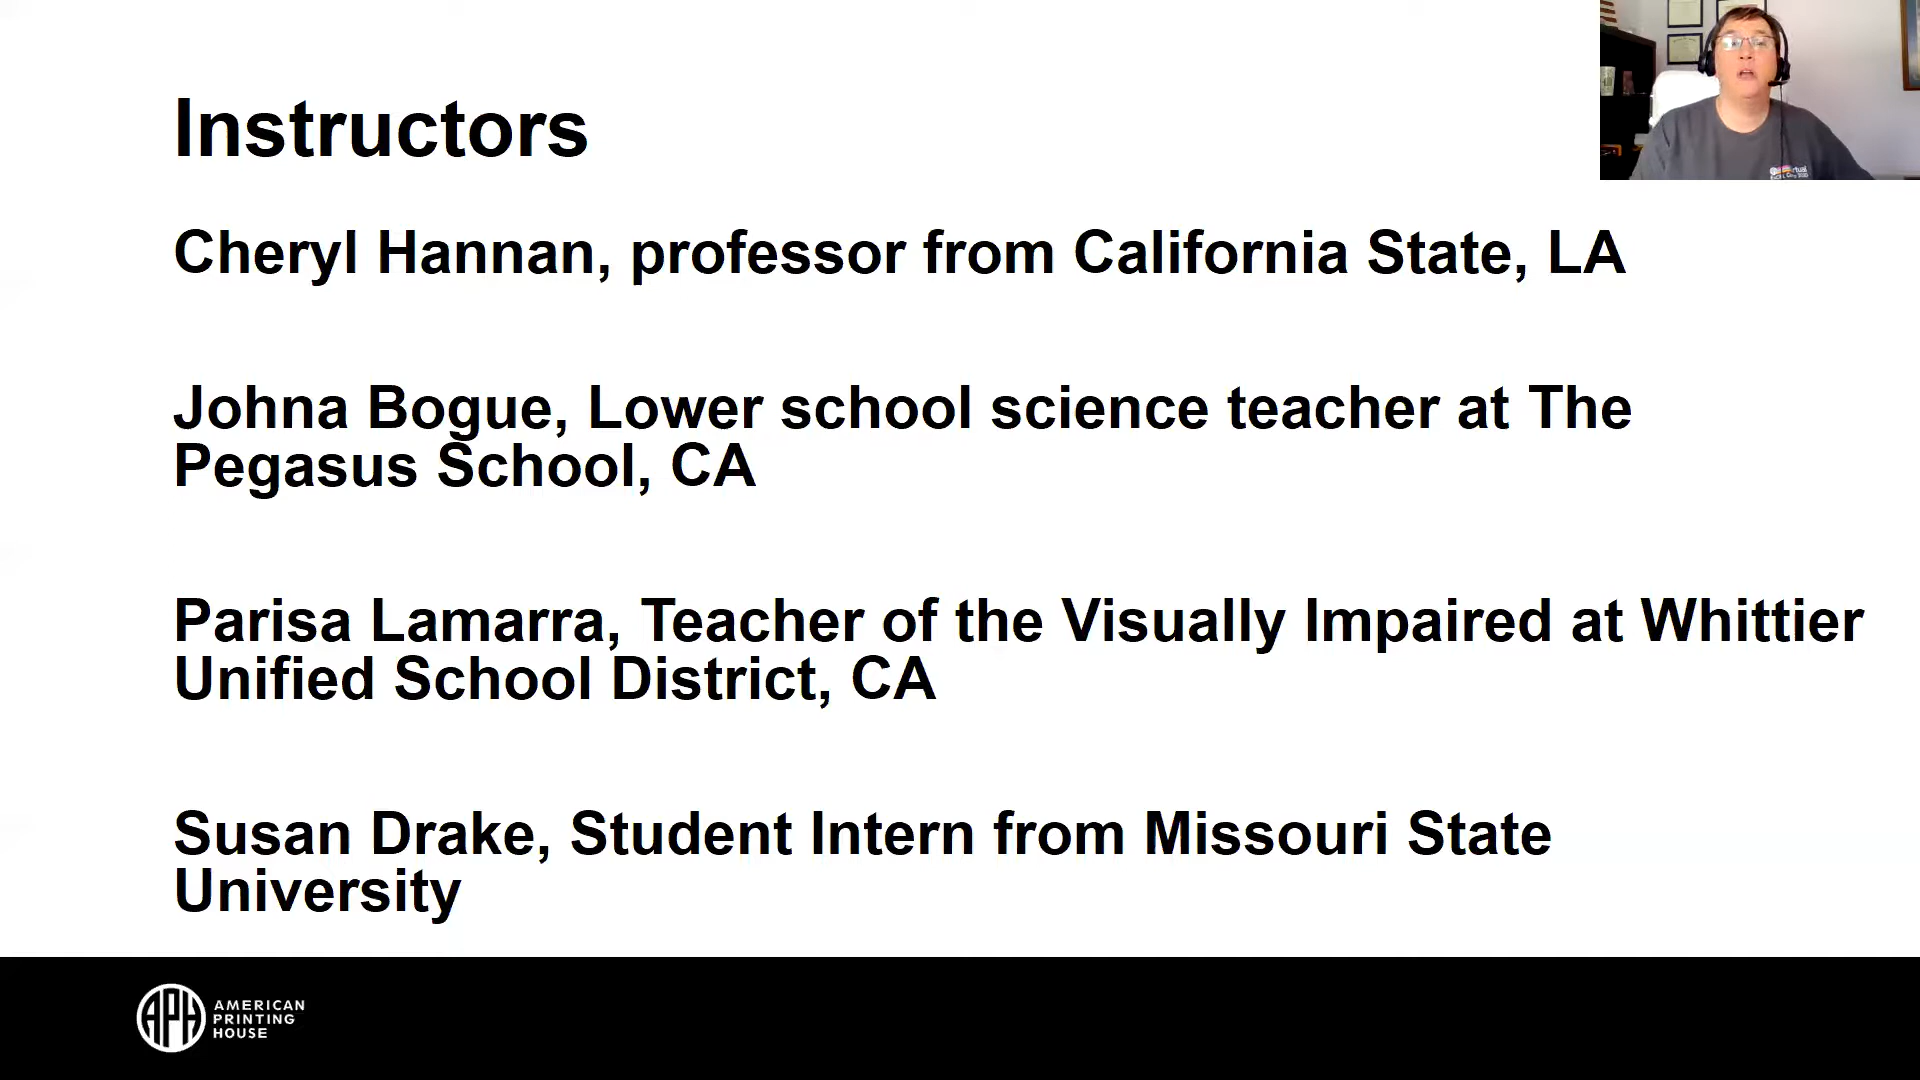 Instructors
Cheryl Hannan, professor from California State, LA
Johna Bogue, Lower school science teacher at The
Pegasus School, CA
Parisa Lamarra, Teacher of the Visually Impaired at Whittier
Unified School District, CA
Susan Drake, Student Intern from Missouri State
University
APH
AMERICAN
PRINTING
HOUSE